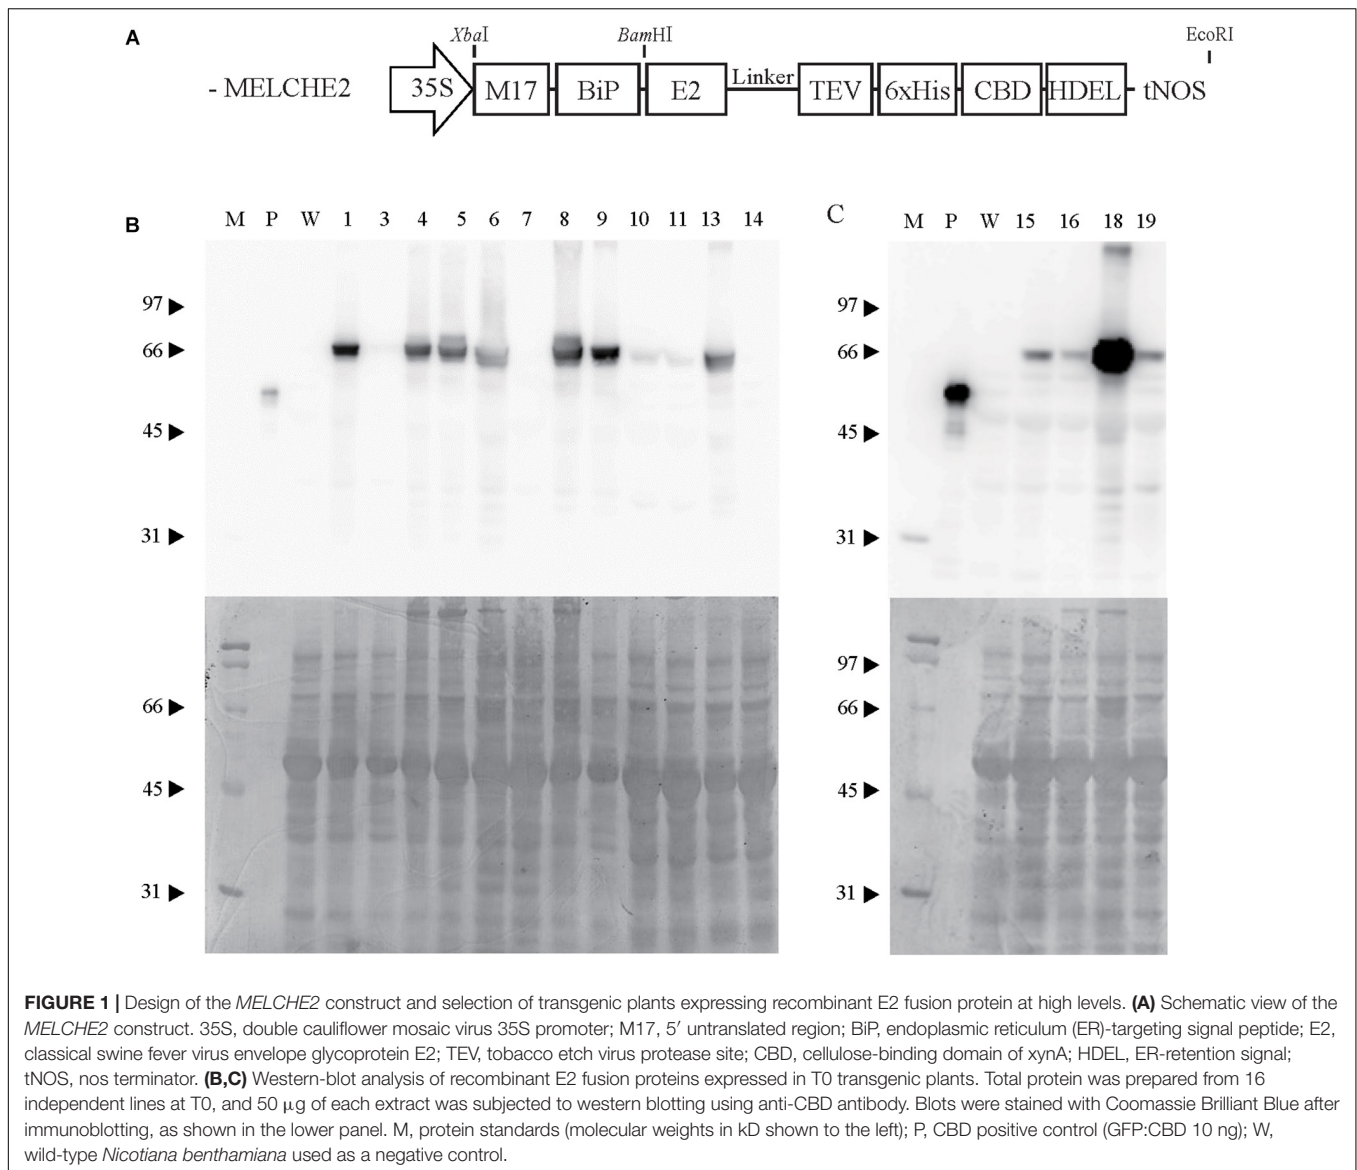 A
XbaI
BamHI
EcoRI
- MELCHE2
35S
M17
BiP
E2
Linker
TEV
6xHis
CBD
HDEL
tNOS
B
M P W 1 3 4 5 6 7 8 9 10 11 13 14
97
66
45
31
66
45
31
C
M P W 15 16 18 19
97
66
45
31
97
66
45
31
FIGURE 1 | Design of the MELCHE2 construct and selection of transgenic plants expressing recombinant E2 fusion protein at high levels. (A) Schematic view of the
MELCHE2 construct. 35S, double cauliflower mosaic virus 35S promoter; M17, 5′ untranslated region; BiP, endoplasmic reticulum (ER)-targeting signal peptide; E2,
classical swine fever virus envelope glycoprotein E2; TEV, tobacco etch virus protease site; CBD, cellulose-binding domain of xynA; HDEL, ER-retention signal;
tNOS, nos terminator. (B,C) Western-blot analysis of recombinant E2 fusion proteins expressed in T0 transgenic plants. Total protein was prepared from 16
independent lines at T0, and 50 μg of each extract was subjected to western blotting using anti-CBD antibody. Blots were stained with Coomassie Brilliant Blue after
immunoblotting, as shown in the lower panel. M, protein standards (molecular weights in kD shown to the left); P, CBD positive control (GFP:CBD 10 ng); W,
wild-type Nicotiana benthamiana used as a negative control.